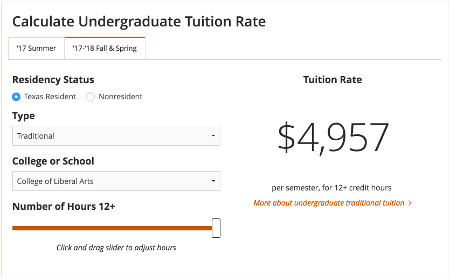 Calculate Undergraduate Tuition Rate
'17 Summer
'17-'18 Fall & Spring
Residency Status
Texas Resident
Nonresident
Type
Traditional
College or School
College of Liberal Arts
Number of Hours 12+
Click and drag slider to adjust hours
Tuition Rate
$4,957
per semester, for 12+ credit hours
More about undergraduate traditional tuition >